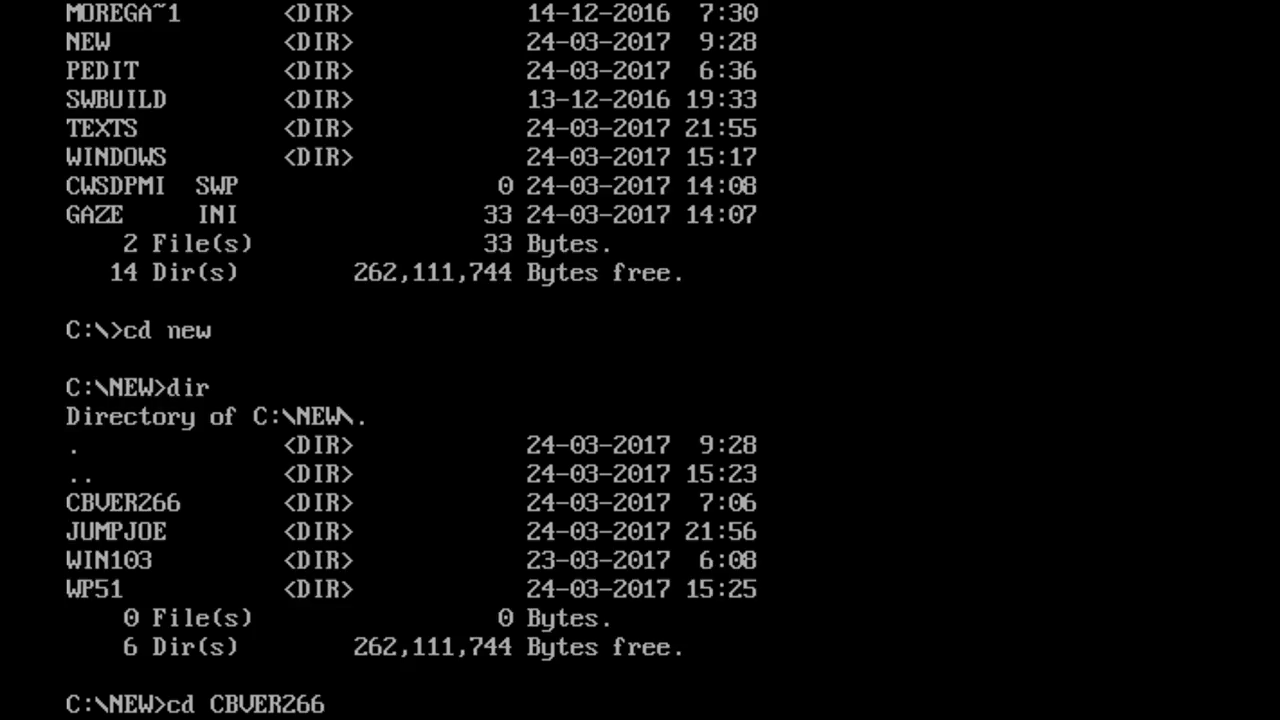 MOREGA~1 <DIR> 14-12-2016 7:30
NEW <DIR> 24-03-2017 9:28
PEDIT <DIR> 24-03-2017 6:36
SWBUILD <DIR> 13-12-2016 19:33
TEXTS <DIR> 24-03-2017 21:55
WINDOWS <DIR> 24-03-2017 15:17
CWSDPMI SWP 0 24-03-2017 14:08
GAZE INI 33 24-03-2017 14:07
2 File(s) 33 Bytes.
14 Dir(s) 262,111,744 Bytes free.
C:\>cd new
C:\NEW>dir
Directory of C:\NEW\.
. <DIR> 24-03-2017 9:28
.. <DIR> 24-03-2017 15:23
CBVER266 <DIR> 24-03-2017 7:06
JUMPJOE <DIR> 24-03-2017 21:56
WIN103 <DIR> 23-03-2017 6:08
WP51 <DIR> 24-03-2017 15:25
0 File(s) 0 Bytes.
6 Dir(s) 262,111,744 Bytes free.
C:\NEW>cd CBVER266